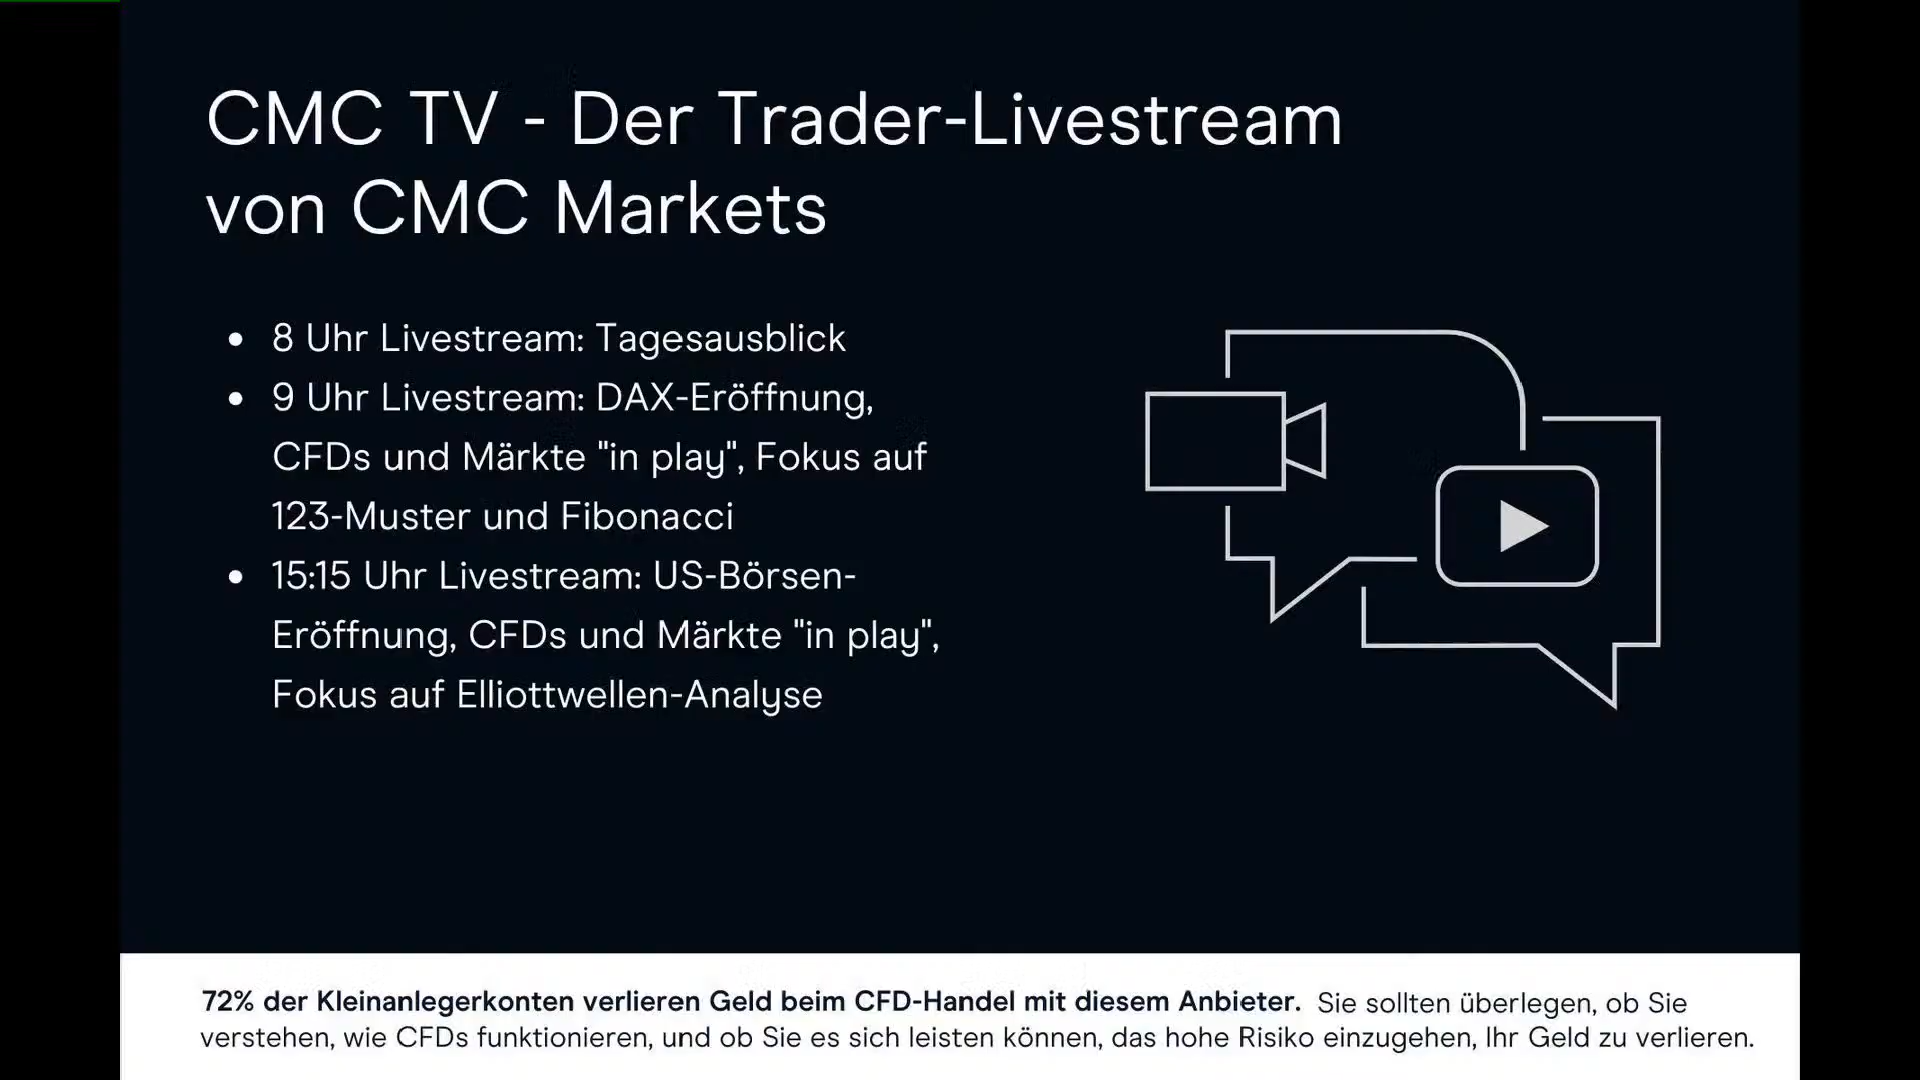 CMC TV - Der Trader-Livestream
von CMC Markets
• 8 Uhr Livestream: Tagesausblick
• 9 Uhr Livestream: DAX-Eröffnung,
CFDs und Märkte "in play", Fokus auf
123-Muster und Fibonacci
• 15:15 Uhr Livestream: US-Börsen-
Eröffnung, CFDs und Märkte "in play",
Fokus auf Elliottwellen-Analyse
72% der Kleinanlegerkonten verlieren Geld beim CFD-Handel mit diesem Anbieter. Sie sollten überlegen, ob Sie
verstehen, wie CFDs funktionieren, und ob Sie es sich leisten können, das hohe Risiko einzugehen, Ihr Geld zu verlieren.